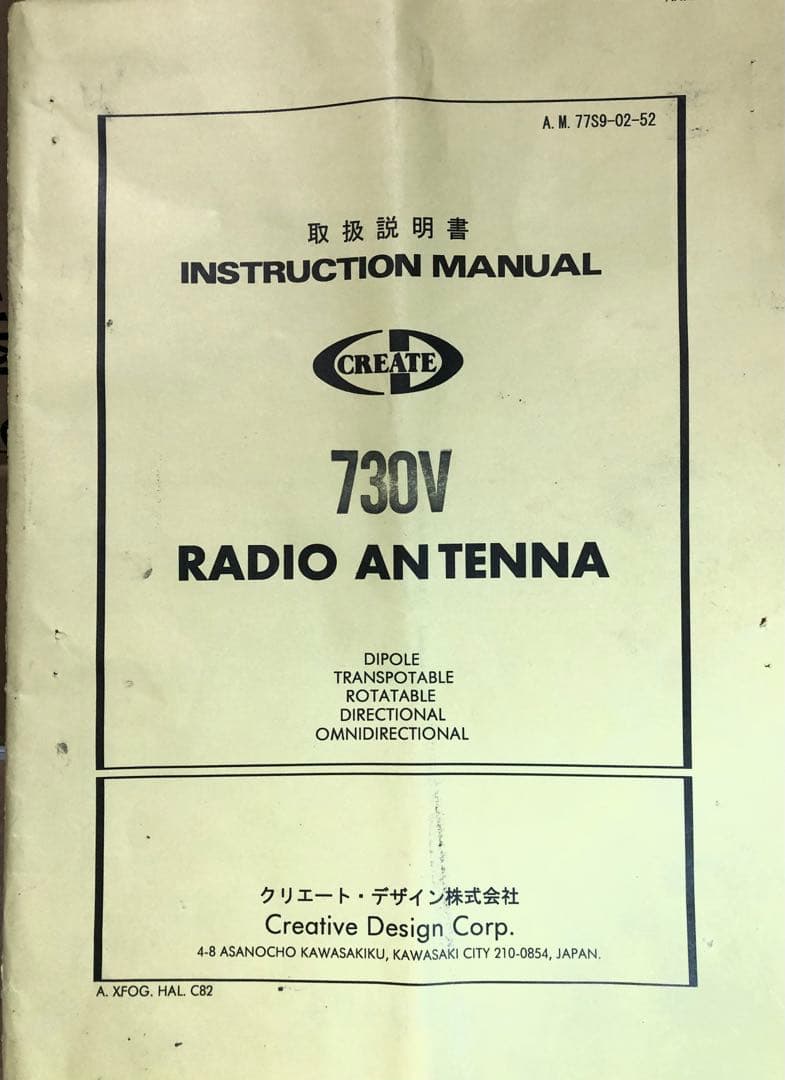 A. M. 77S9-02-52
取扱説明書
INSTRUCTION MANUAL
CREATE
730V
RADIO ANTENNA
DIPOLE
TRANSPOTABLE
ROTATABLE
DIRECTIONAL
OMNIDIRECTIONAL
クリエート・デザイン株式会社
Creative Design Corp.
4-8 ASANOCHO KAWASAKIKU, KAWASAKI CITY 210-0854, JAPAN.
A. XFOG. HAL. C82